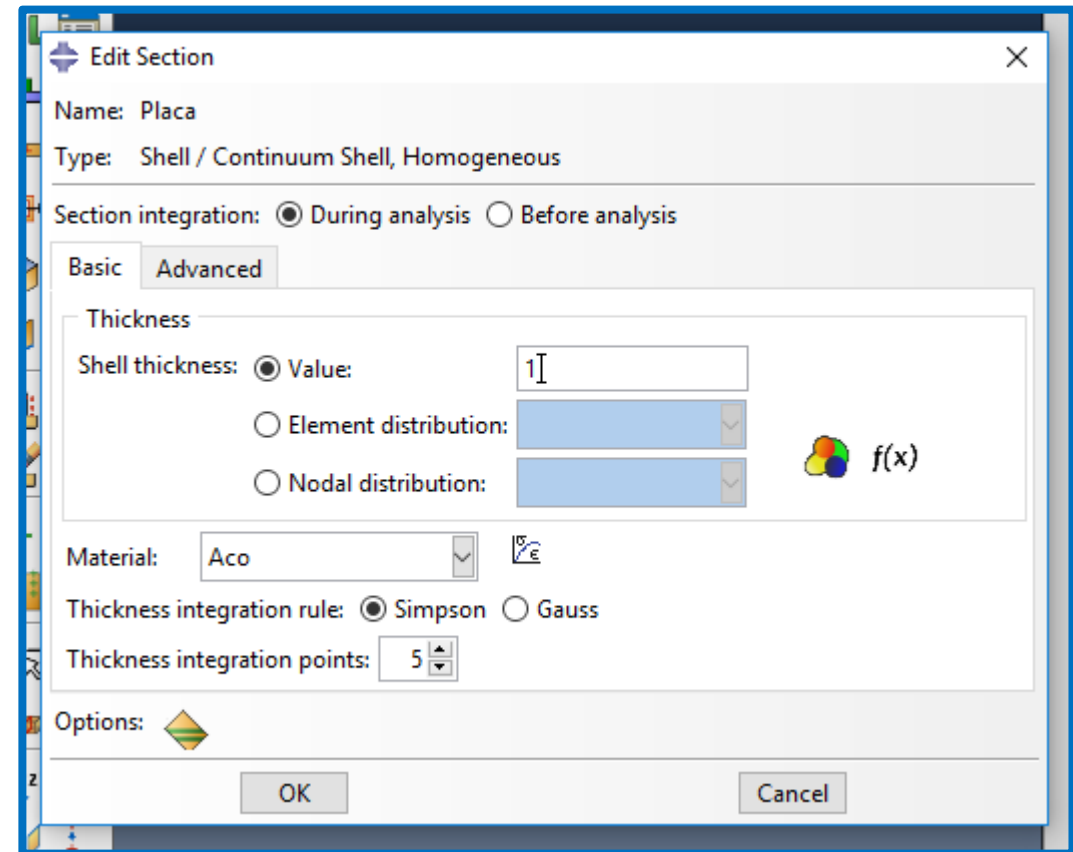 Edit Section
Name: Placa
Type: Shell / Continuum Shell, Homogeneous
Section integration: During analysis Before analysis
Basic Advanced
Thickness
Shell thickness: Value: 1
Element distribution:
Nodal distribution:
f(x)
Material: Aco σ ε
Thickness integration rule: Simpson Gauss
Thickness integration points: 5
Options:
z
OK Cancel